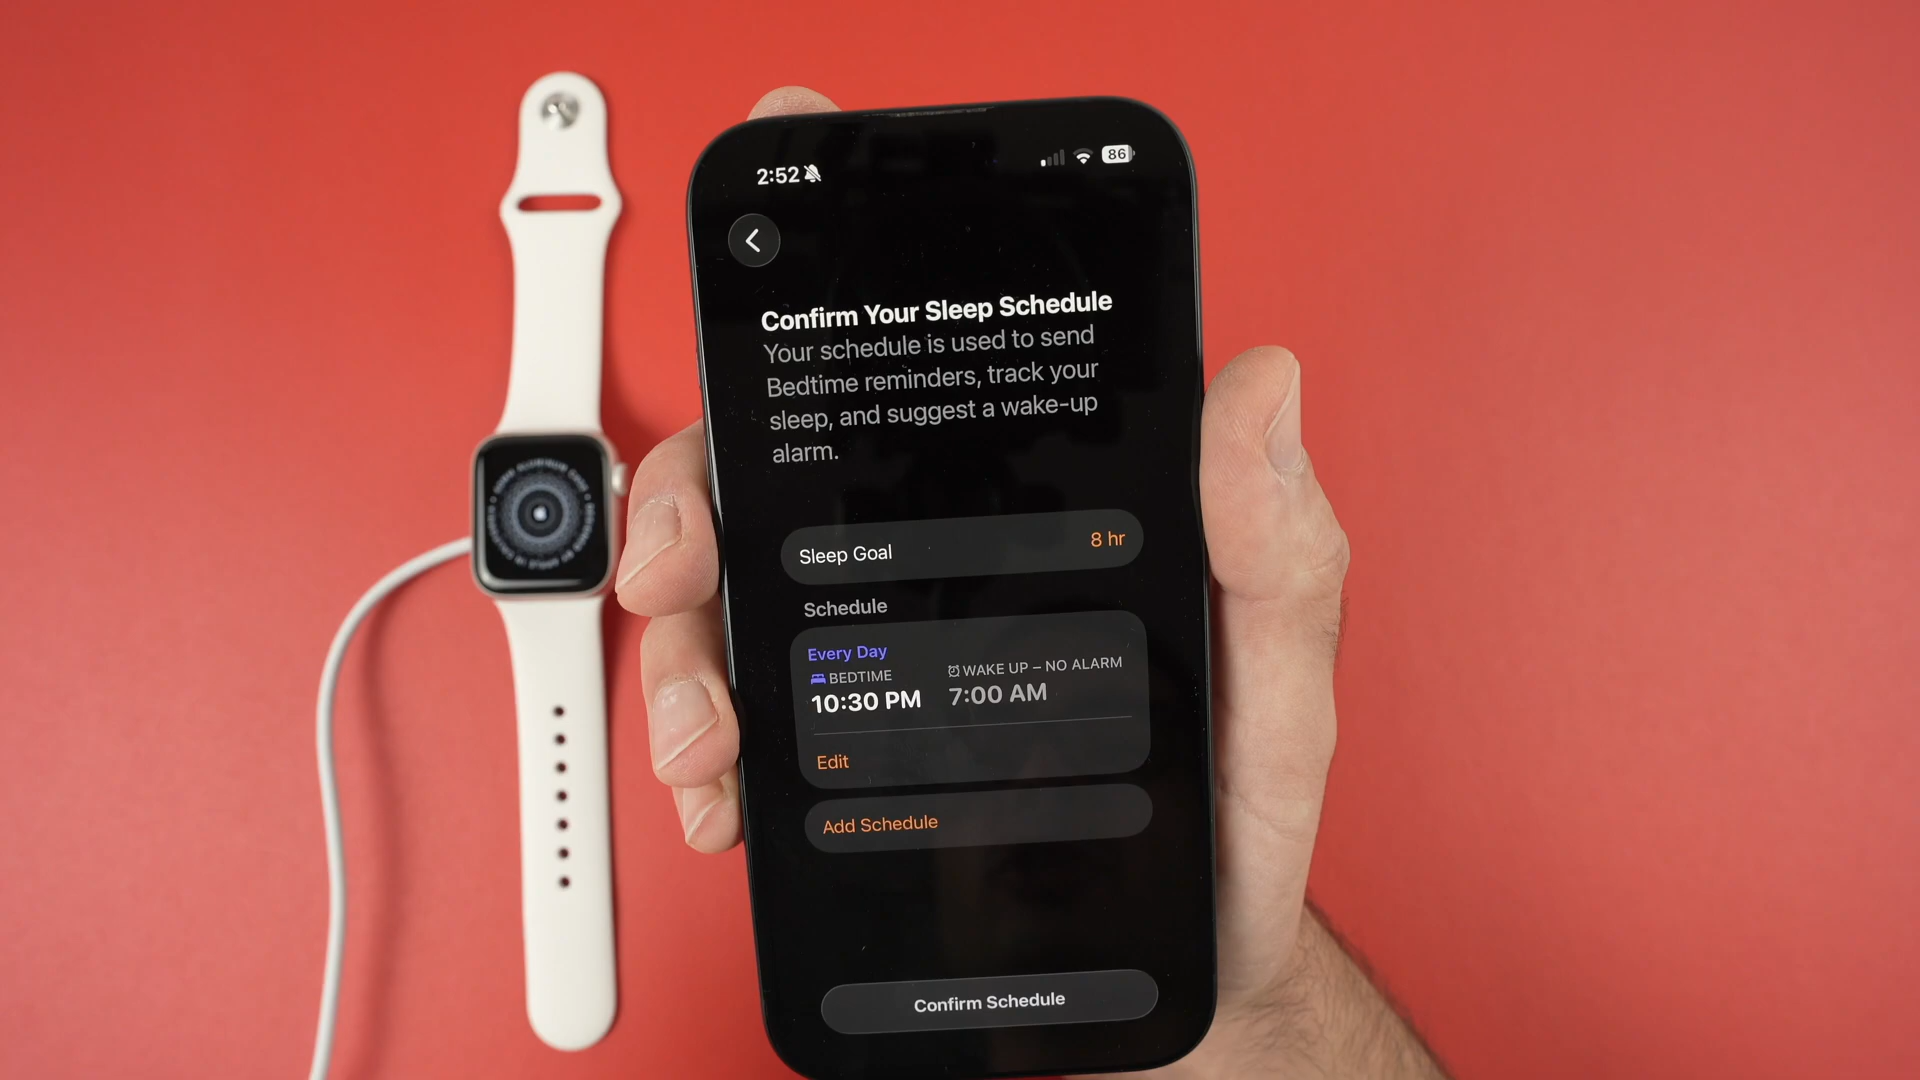 2:52
86
Confirm Your Sleep Schedule
Your schedule is used to send
Bedtime reminders, track your
sleep, and suggest a wake-up
alarm.
Sleep Goal
8 hr
Schedule
Every Day
BEDTIME
WAKE UP – NO ALARM
10:30 PM
7:00 AM
Edit
Add Schedule
Confirm Schedule